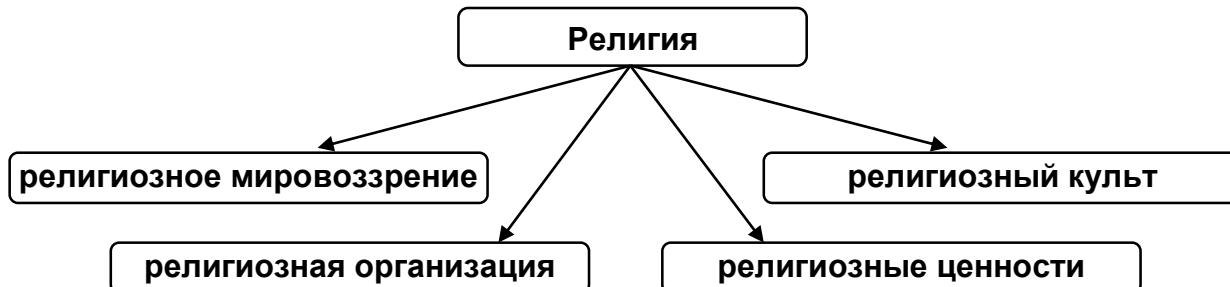 Религия
религиозное мировоззрение
религиозный культ
религиозная организация
религиозные ценности